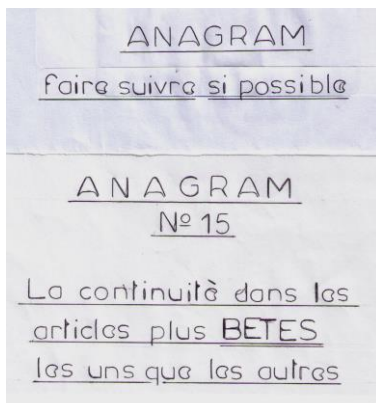 ANAGRAM
faire suivre si possible
ANAGRAM
Nº 15
La continuitè dans les
articles plus BETES
les uns que les autres